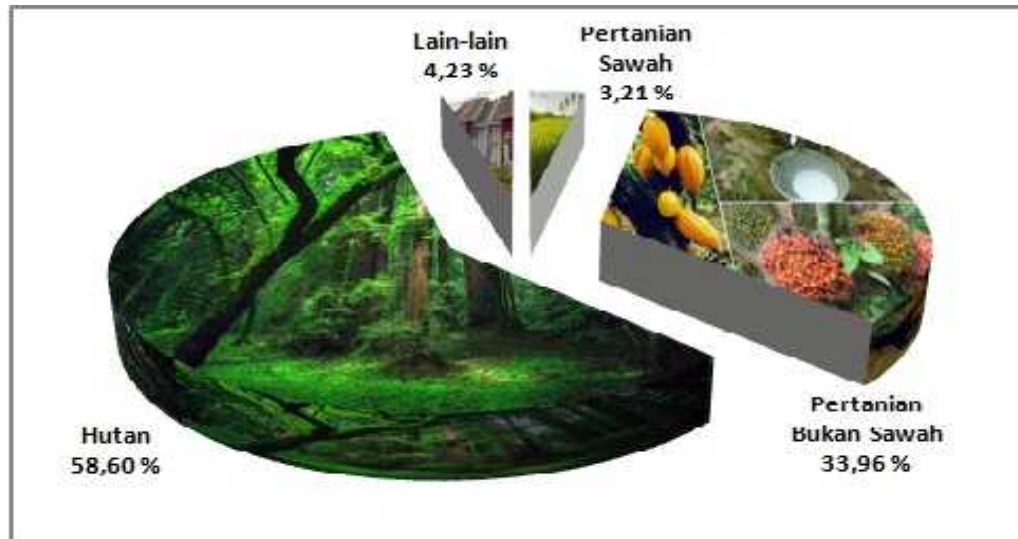 Lain-lain
4,23 %
Pertanian
Sawah
3,21 %
Hutan
58,60 %
Pertanian
Bukan Sawah
33,96 %